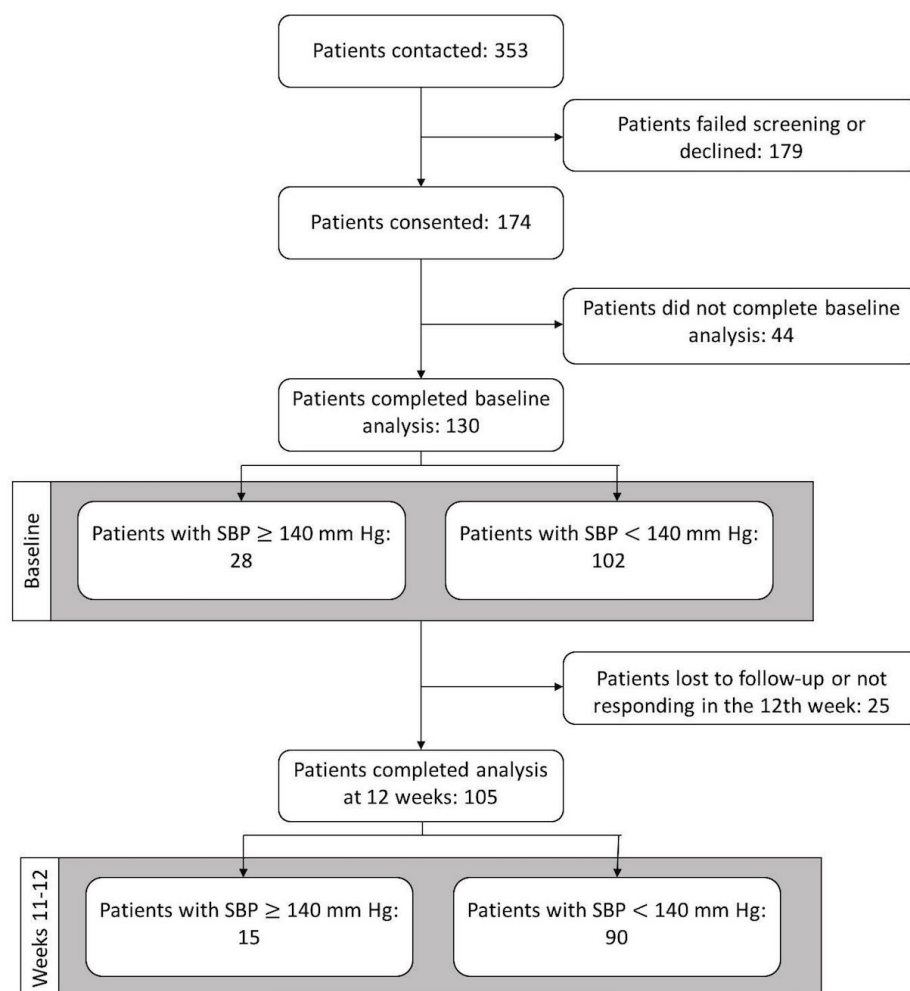 Patients contacted: 353
Patients failed screening or
declined: 179
Patients consented: 174
Patients did not complete baseline
analysis: 44
Patients completed baseline
analysis: 130
Baseline
Patients with SBP ≥ 140 mm Hg:
28
Patients with SBP < 140 mm Hg:
102
Patients lost to follow-up or not
responding in the 12th week: 25
Patients completed analysis
at 12 weeks: 105
Weeks 11-12
Patients with SBP ≥ 140 mm Hg:
15
Patients with SBP < 140 mm Hg:
90